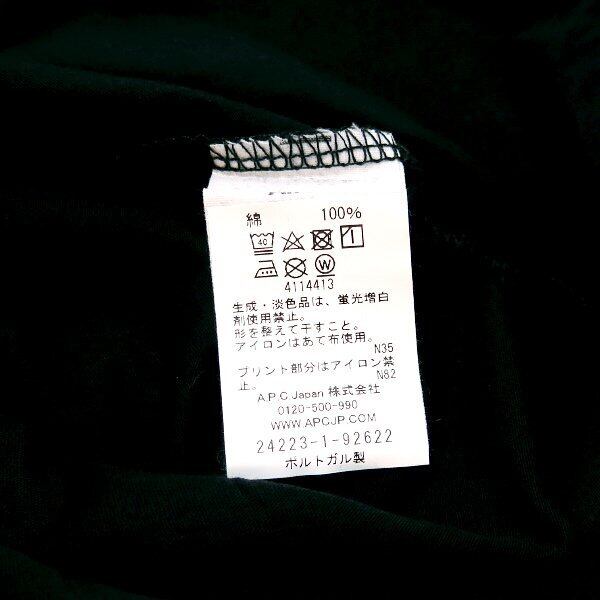 綿 100%
40
W
4114413
生成・淡色品は、蛍光増白
剤使用禁止。
形を整えて干すこと。
アイロンはあて布使用。
N35
プリント部分はアイロン禁
止。 N82
A.P.C.Japan 株式会社
0120-500-990
WWW.APCJP.COM
24223-1-92622
ポルトガル製